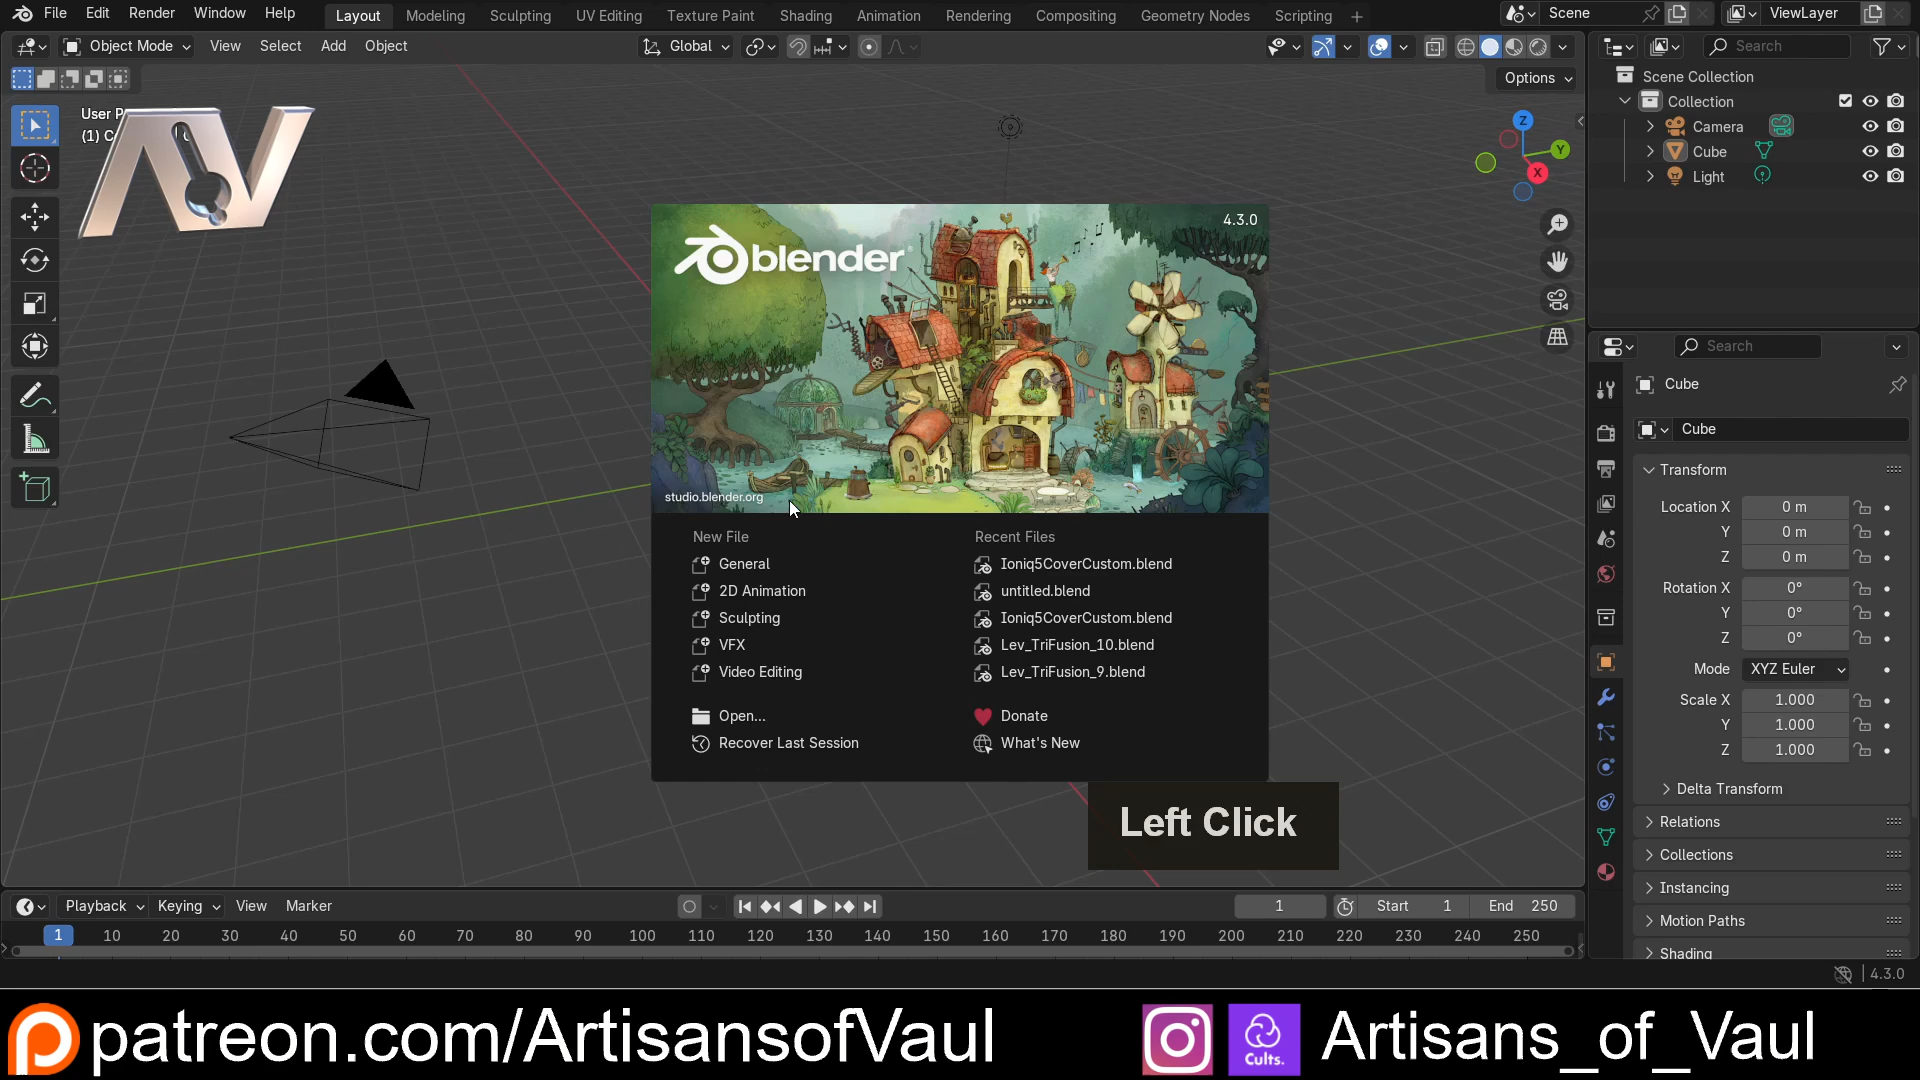 File Edit Render Window Help
Layout Modeling Sculpting UV Editing Texture Paint Shading Animation Rendering Compositing Geometry Nodes Scripting +
Scene
ViewLayer
Object Mode View Select Add Object
Global
Options
User P
(1) C
Z
Y
X
Search
Scene Collection
Collection
Camera
Cube
Light
blender
4.3.0
studio.blender.org
New File
General
2D Animation
Sculpting
VFX
Video Editing
Open...
Recover Last Session
Recent Files
Ioniq5CoverCustom.blend
untitled.blend
Ioniq5CoverCustom.blend
Lev_TriFusion_10.blend
Lev_TriFusion_9.blend
Donate
What's New
Left Click
Search
Cube
Cube
Transform
Location X 0 m
Y 0 m
Z 0 m
Rotation X 0°
Y 0°
Z 0°
Mode XYZ Euler
Scale X 1.000
Y 1.000
Z 1.000
Delta Transform
Relations
Collections
Instancing
Motion Paths
Shading
Playback Keying View Marker
1
Start 1
End 250
1 10 20 30 40 50 60 70 80 90 100 110 120 130 140 150 160 170 180 190 200 210 220 230 240 250
4.3.0
patreon.com/ArtisansofVaul
Cults.
Artisans_of_Vaul